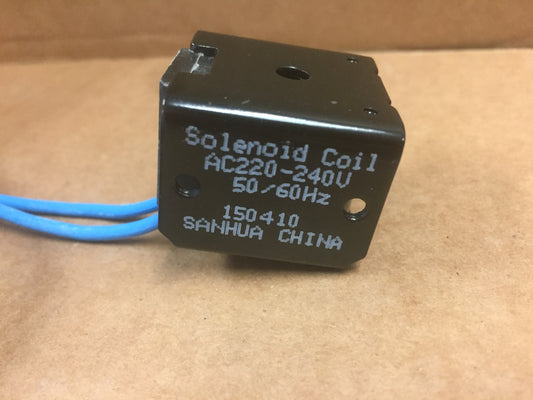 Solenoid Coil
AC220-240V
50/60Hz
150410
SANHUA CHINA